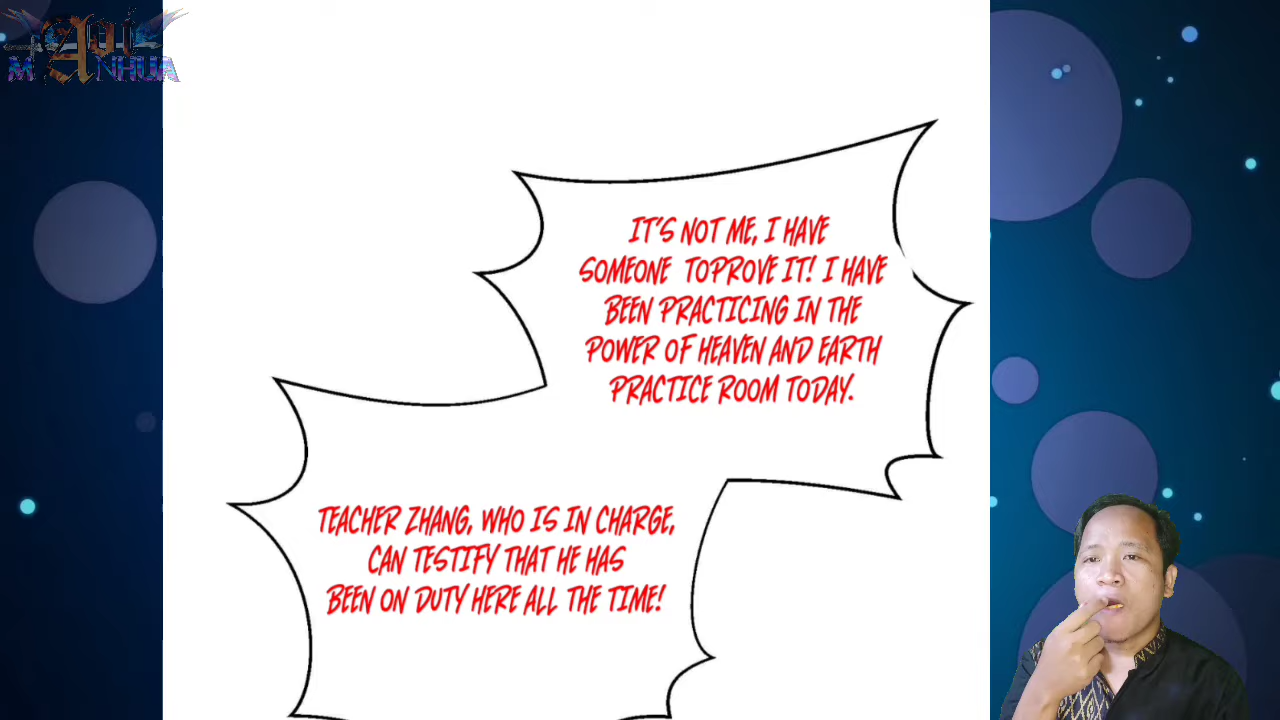 Aoi
MANHUA
IT'S NOT ME, I HAVE
SOMEONE TOPROVE IT! I HAVE
BEEN PRACTICING IN THE
POWER OF HEAVEN AND EARTH
PRACTICE ROOM TODAY.
TEACHER ZHANG, WHO IS IN CHARGE,
CAN TESTIFY THAT HE HAS
BEEN ON DUTY HERE ALL THE TIME!